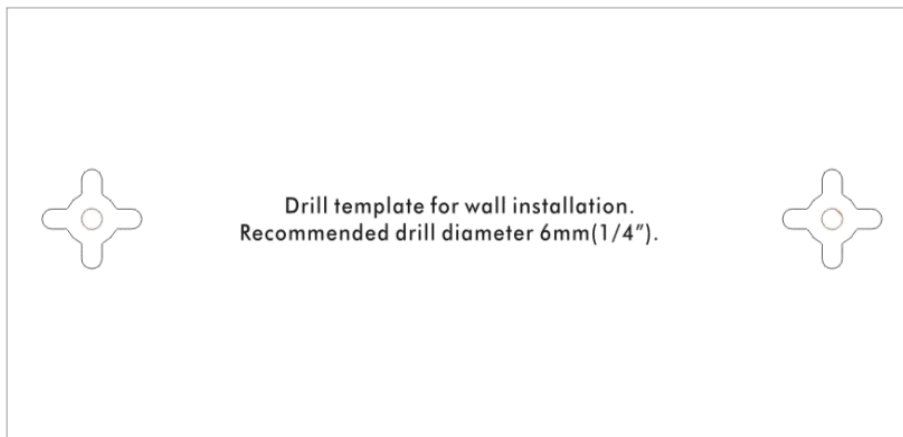 Drill template for wall installation.
Recommended drill diameter 6mm(1/4”).